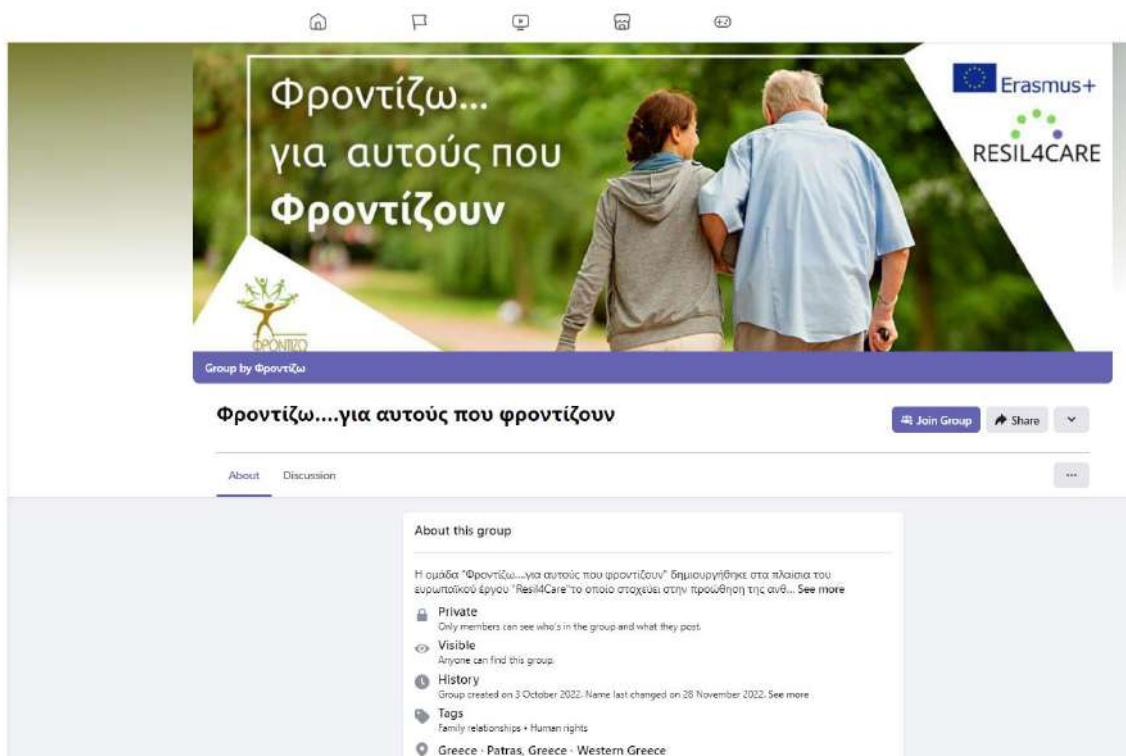 Φροντίζω...
για αυτούς που
Φροντίζουν
Erasmus+
RESIL4CARE
ΦΡΟΝΤΙΖΩ
Group by Φροντίζω
Φροντίζω....για αυτούς που φροντίζουν
Join Group
Share
About
Discussion
About this group
Η ομάδα "Φροντίζω....για αυτούς που φροντίζουν" δημιουργήθηκε στα πλαίσια του
ευρωπαϊκού έργου "Resil4Care"το οποίο στοχεύει στην προώθηση της ανθ... See more
Private
Only members can see who's in the group and what they post.
Visible
Anyone can find this group.
History
Group created on 3 October 2022. Name last changed on 28 November 2022. See more
Tags
Family relationships • Human rights
Greece · Patras, Greece · Western Greece